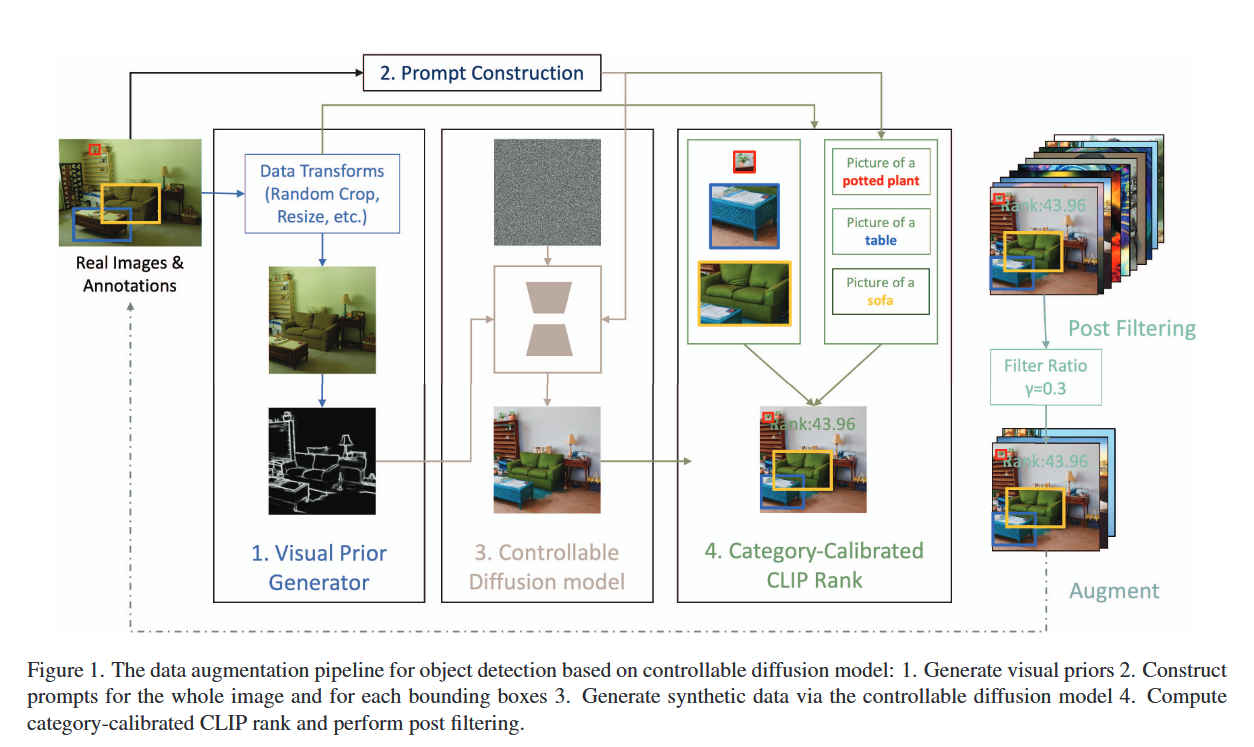 2. Prompt Construction
Real Images &
Annotations
Data Transforms
(Random Crop,
Resize, etc.)
1. Visual Prior
Generator
3. Controllable
Diffusion model
Picture of a
potted plant
Picture of a
table
Picture of a
sofa
Rank:43.96
4. Category-Calibrated
CLIP Rank
Rank:43.96
Post Filtering
Filter Ratio
γ=0.3
Rank:43.96
Augment
Figure 1. The data augmentation pipeline for object detection based on controllable diffusion model: 1. Generate visual priors 2. Construct
prompts for the whole image and for each bounding boxes 3. Generate synthetic data via the controllable diffusion model 4. Compute
category-calibrated CLIP rank and perform post filtering.